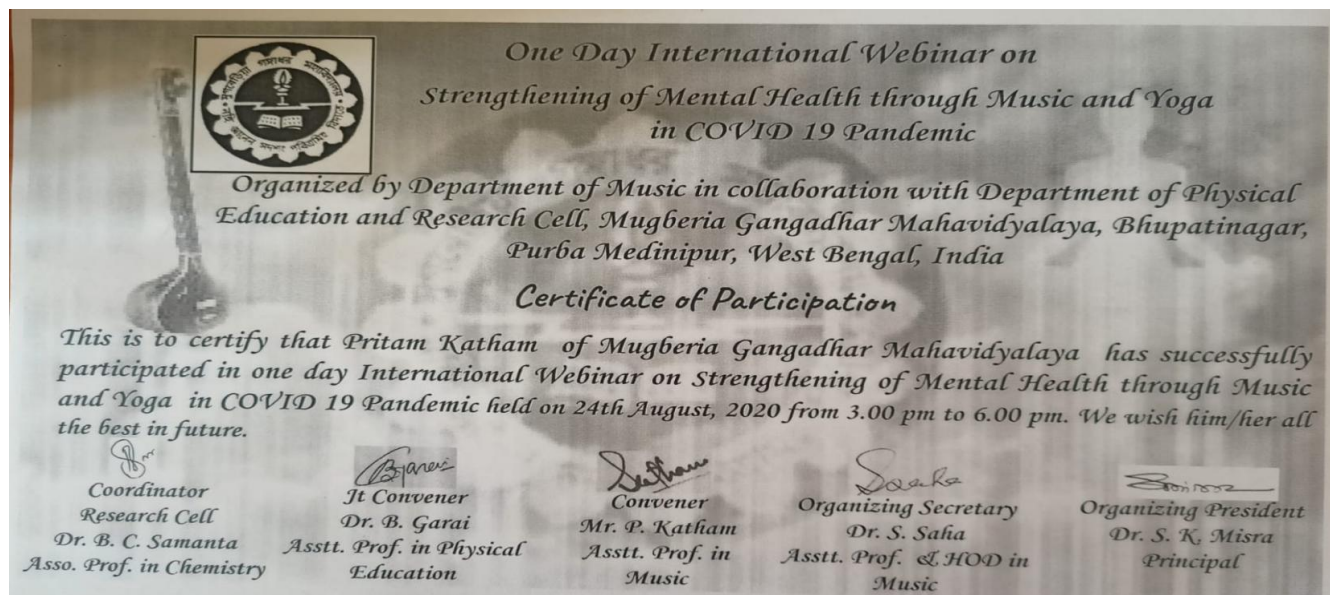 One Day International Webinar on
Strengthening of Mental Health through Music and Yoga
in COVID 19 Pandemic
Organized by Department of Music in collaboration with Department of Physical
Education and Research Cell, Mugberia Gangadhar Mahavidyalaya, Bhupatinagar,
Purba Medinipur, West Bengal, India
Certificate of Participation
This is to certify that Pritam Katham of Mugberia Gangadhar Mahavidyalaya has successfully
participated in one day International Webinar on Strengthening of Mental Health through Music
and Yoga in COVID 19 Pandemic held on 24th August, 2020 from 3.00 pm to 6.00 pm. We wish him/her all
the best in future.
Coordinator
Research Cell
Dr. B. C. Samanta
Asso. Prof. in Chemistry
Jt Convener
Dr. B. Garai
Asstt. Prof. in Physical
Education
Convener
Mr. P. Katham
Asstt. Prof. in
Music
Organizing Secretary
Dr. S. Saha
Asstt. Prof. & HOD in
Music
Organizing President
Dr. S. K. Misra
Principal